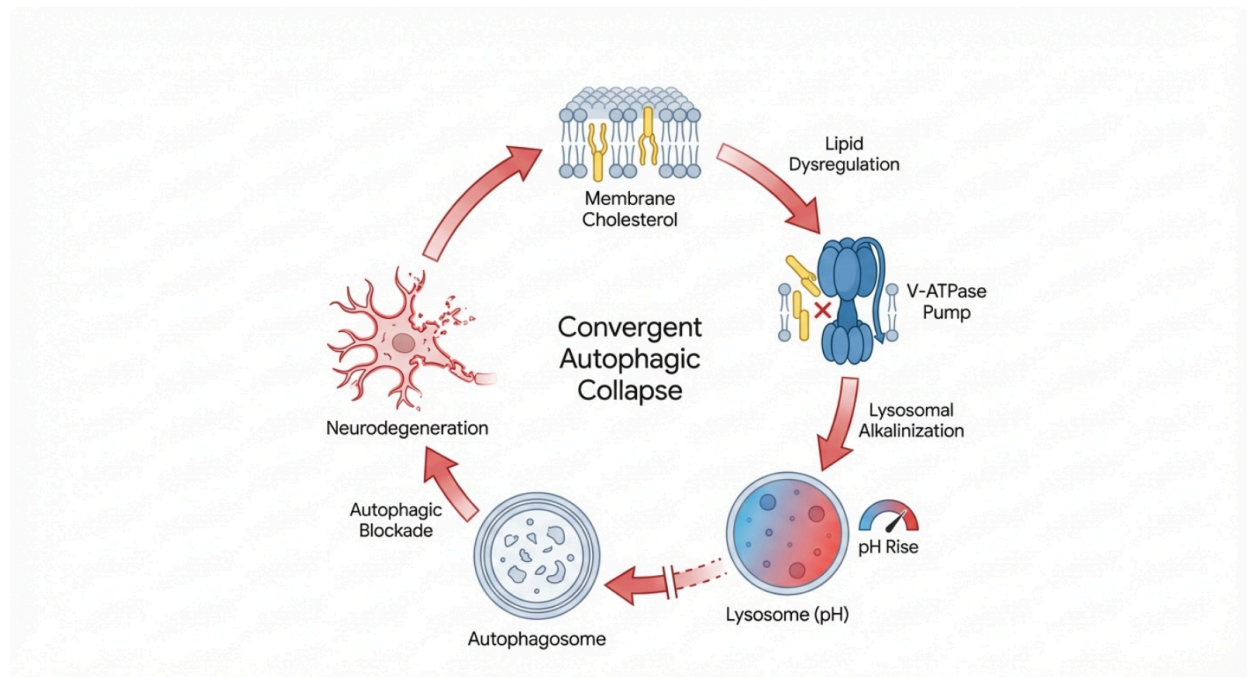 Membrane
Cholesterol
Lipid
Dysregulation
V-ATPase
Pump
Lysosomal
Alkalinization
pH Rise
Lysosome (pH)
Autophagosome
Autophagic
Blockade
Neurodegeneration
Convergent
Autophagic
Collapse